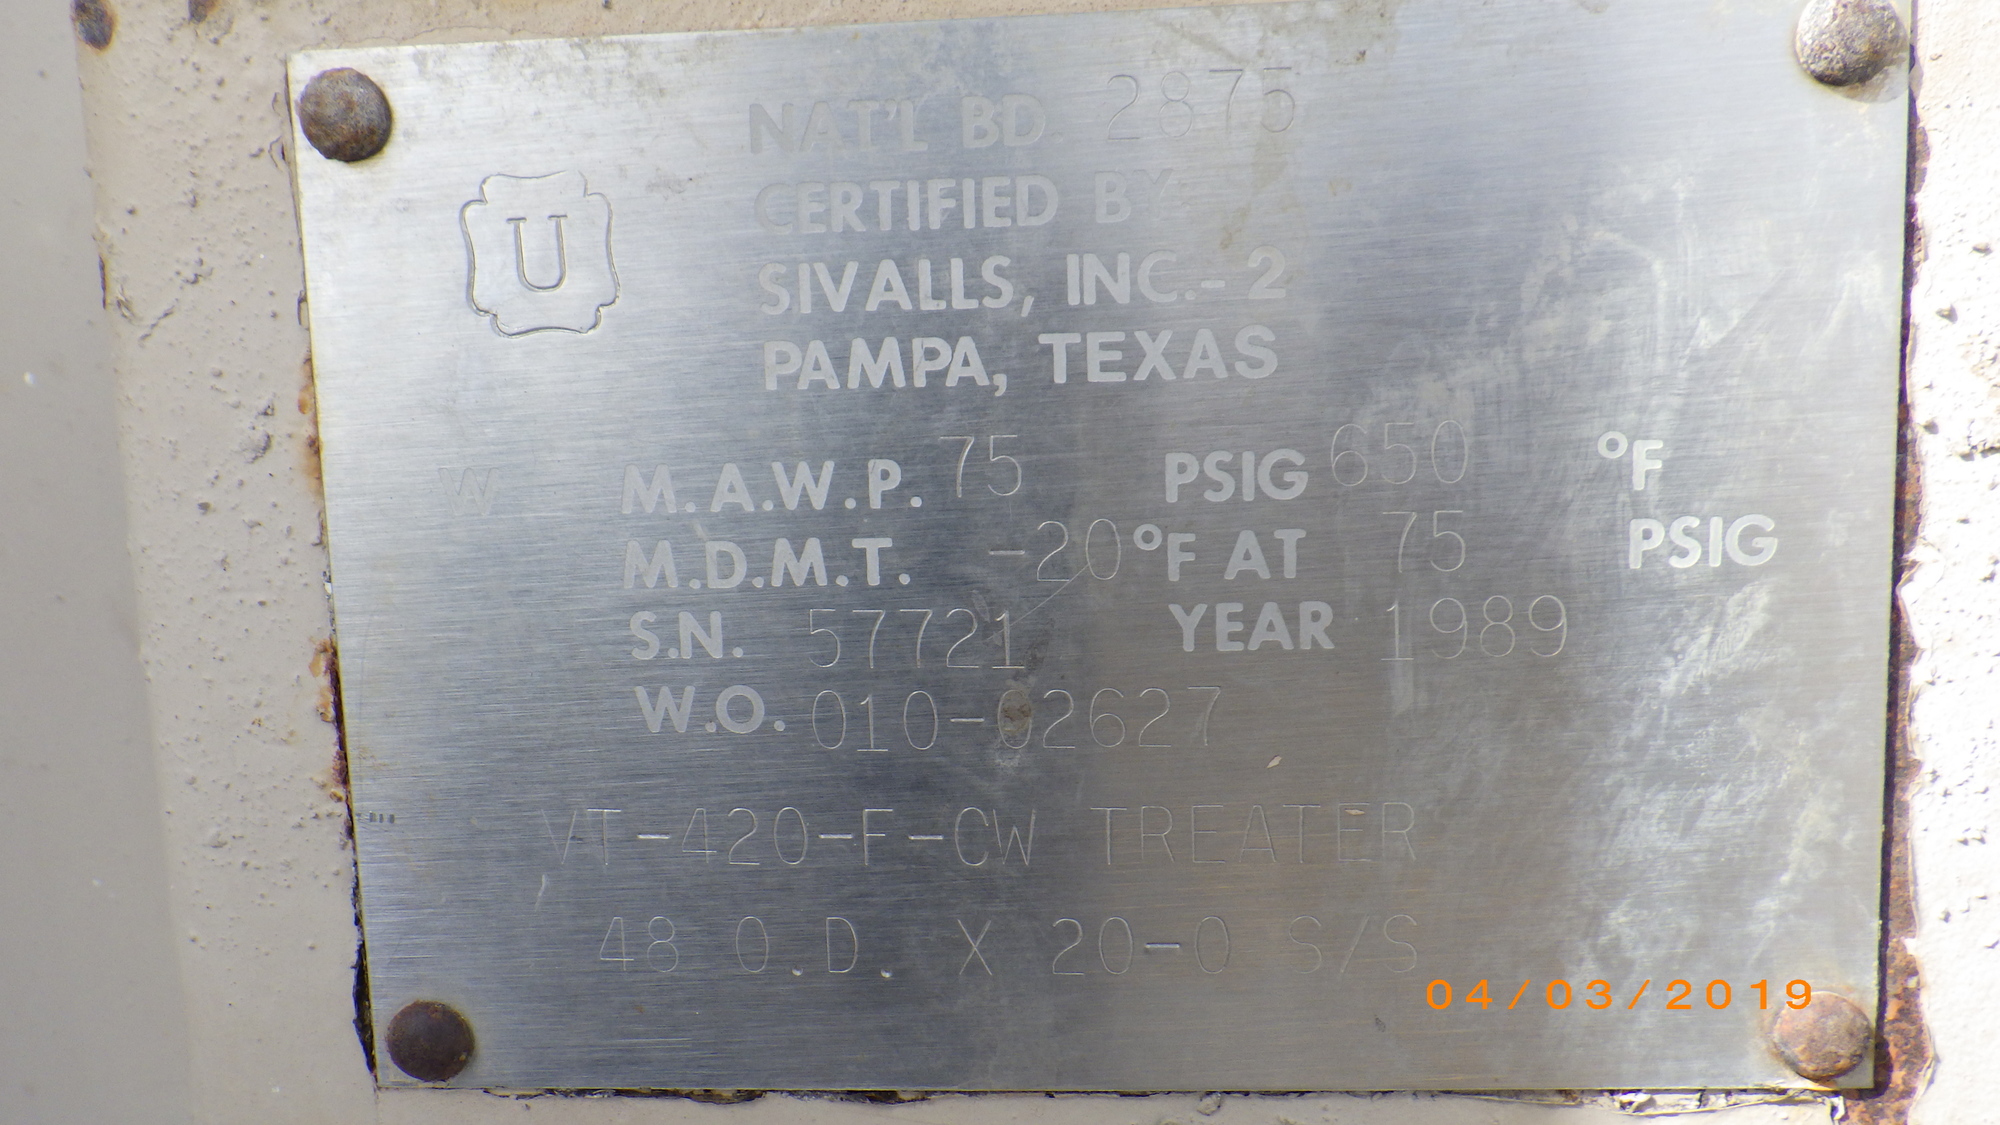 NAT'L BD. 2875
U
CERTIFIED BY
SIVALLS, INC.- 2
PAMPA, TEXAS
W M.A.W.P. 75 PSIG 650 °F
M.D.M.T. -20 °F AT 75 PSIG
S.N. 57721 YEAR 1989
W.O. 010-02627
VT-420-F-CW TREATER
48 O.D. X 20-0 S/S
04/03/2019